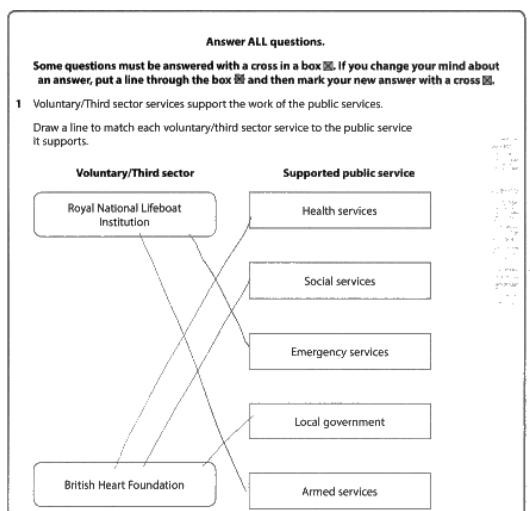 Answer ALL questions.
Some questions must be answered with a cross in a box ☒. If you change your mind about
an answer, put a line through the box ☒ and then mark your new answer with a cross ☒.
1 Voluntary/Third sector services support the work of the public services.
Draw a line to match each voluntary/third sector service to the public service
it supports.
Voluntary/Third sector
Supported public service
Royal National Lifeboat
Institution
Health services
Social services
Emergency services
Local government
British Heart Foundation
Armed services